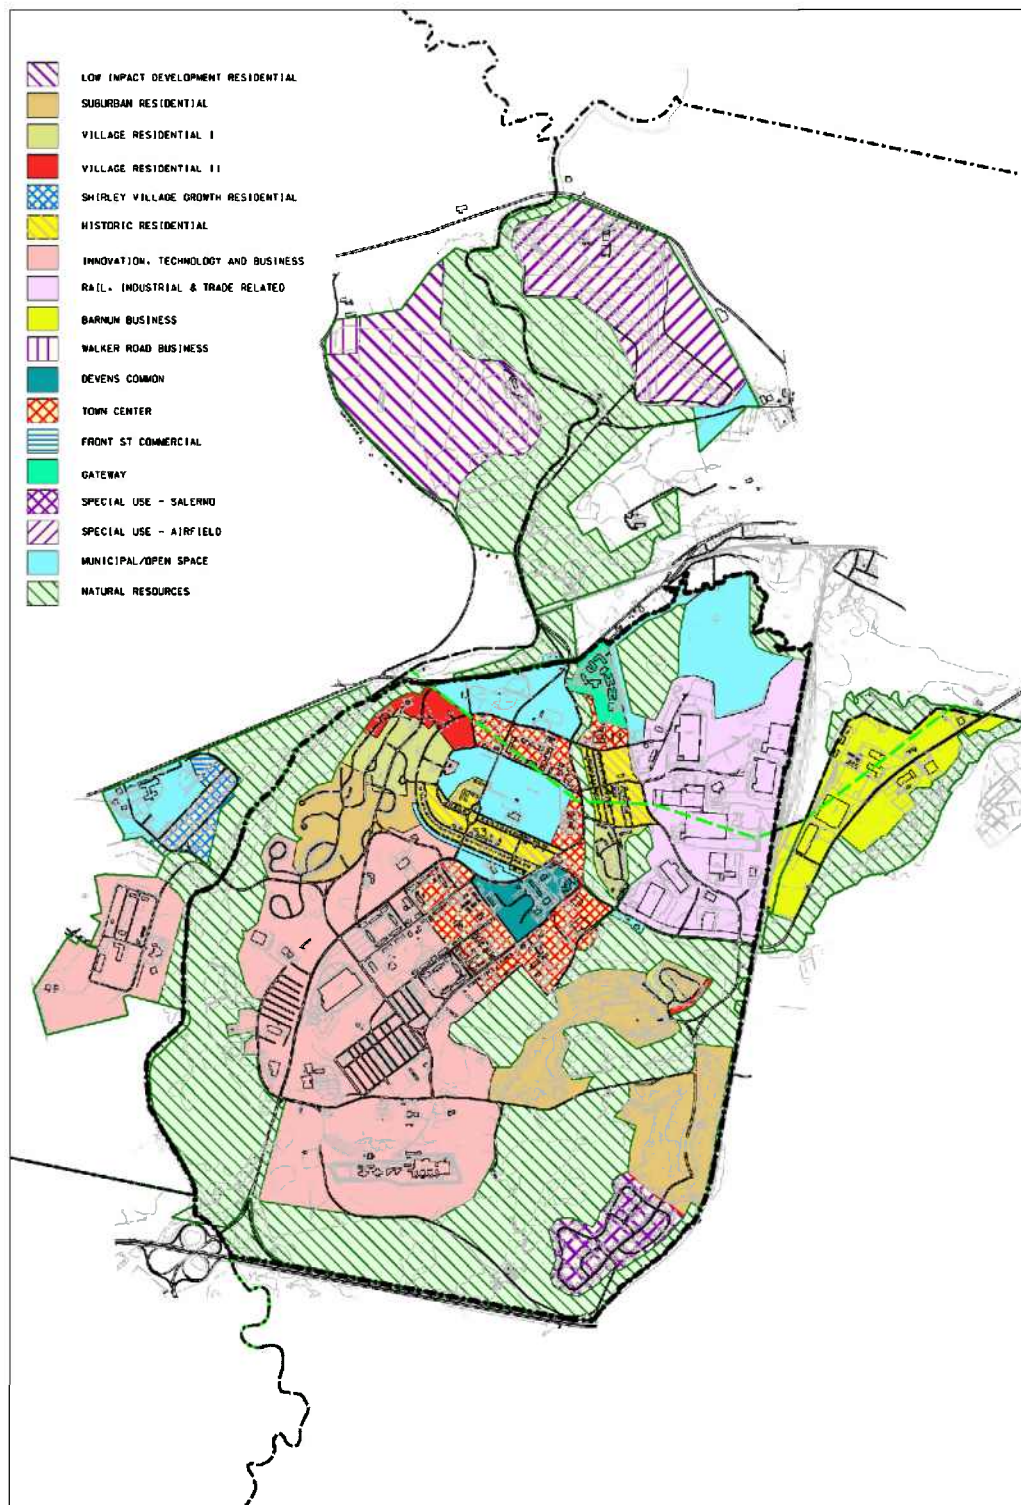 LOW IMPACT DEVELOPMENT RESIDENTIAL
SUBURBAN RESIDENTIAL
VILLAGE RESIDENTIAL I
VILLAGE RESIDENTIAL II
SHIRLEY VILLAGE GROWTH RESIDENTIAL
HISTORIC RESIDENTIAL
INNOVATION, TECHNOLOGY AND BUSINESS
RAIL, INDUSTRIAL & TRADE RELATED
BARNUM BUSINESS
WALKER ROAD BUSINESS
DEVENS COMMON
TOWN CENTER
FRONT ST COMMERCIAL
GATEWAY
SPECIAL USE - SALERNO
SPECIAL USE - AIRFIELD
MUNICIPAL/OPEN SPACE
NATURAL RESOURCES